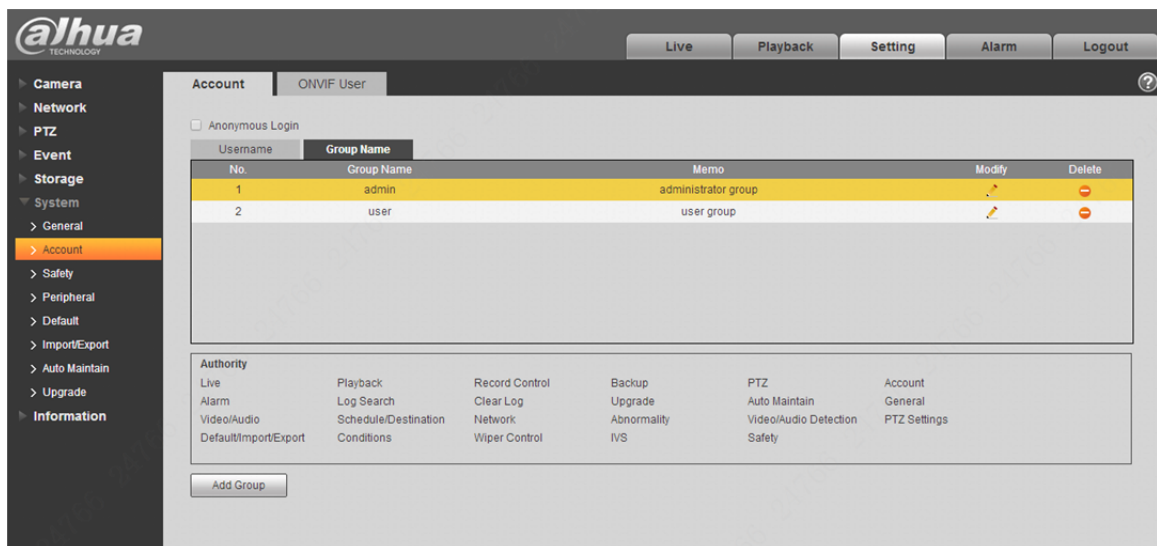 alhua
TECHNOLOGY
Live Playback Setting Alarm Logout
Camera
Network
PTZ
Event
Storage
System
General
Account
Safety
Peripheral
Default
Import/Export
Auto Maintain
Upgrade
Information
Account ONVIF User
Anonymous Login
Username Group Name
No. Group Name Memo Modify Delete
1 admin administrator group
2 user user group
Authority
Live Playback Record Control Backup PTZ Account
Alarm Log Search Clear Log Upgrade Auto Maintain General
Video/Audio Schedule/Destination Network Abnormality Video/Audio Detection PTZ Settings
Default/Import/Export Conditions Wiper Control IVS Safety
Add Group